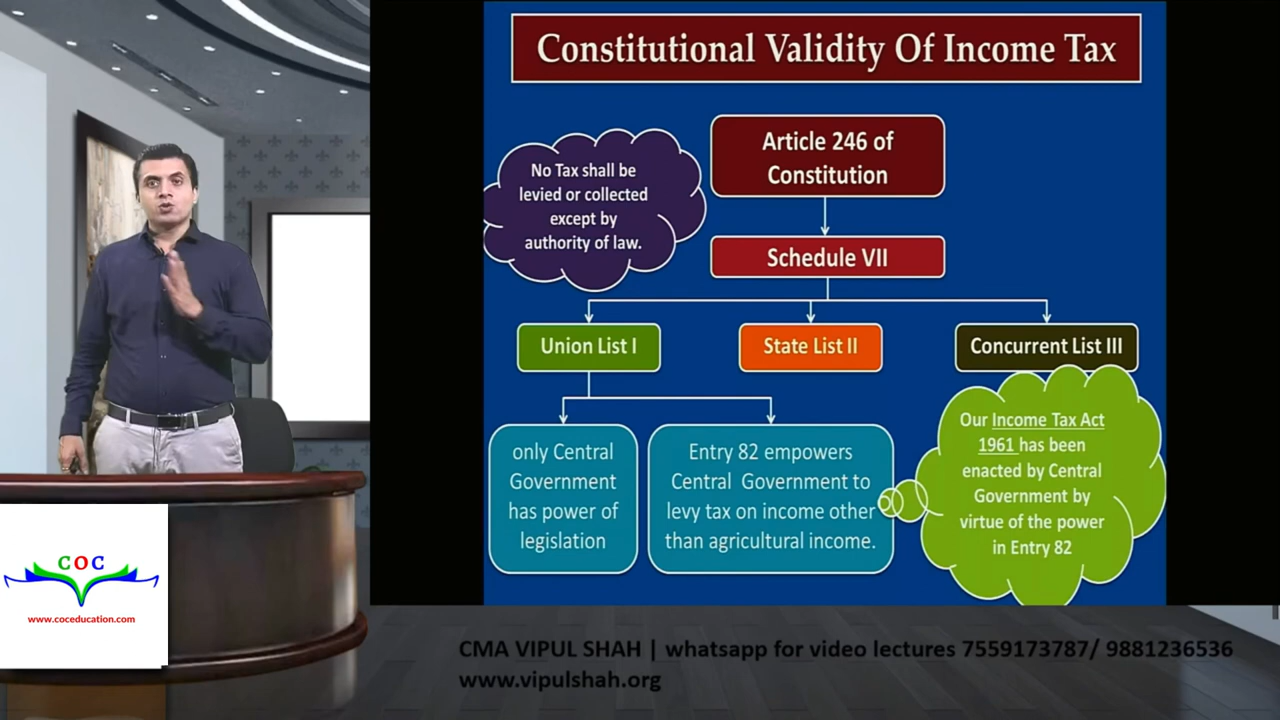 Constitutional Validity Of Income Tax
Article 246 of
Constitution
No Tax shall be
levied or collected
except by
authority of law.
Schedule VII
Union List I
State List II
Concurrent List III
only Central
Government
has power of
legislation
Entry 82 empowers
Central Government to
levy tax on income other
than agricultural income.
Our Income Tax Act
1961 has been
enacted by Central
Government by
virtue of the power
in Entry 82
COC
www.coceducation.com
CMA VIPUL SHAH | whatsapp for video lectures 7559173787/ 9881236536
www.vipulshah.org